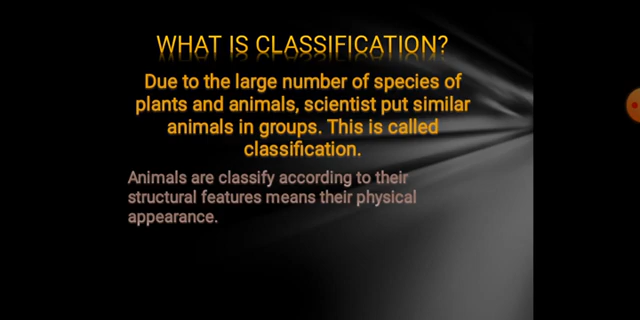 WHAT IS CLASSIFICATION?
Due to the large number of species of
plants and animals, scientist put similar
animals in groups. This is called
classification.
Animals are classify according to their
structural features means their physical
appearance.